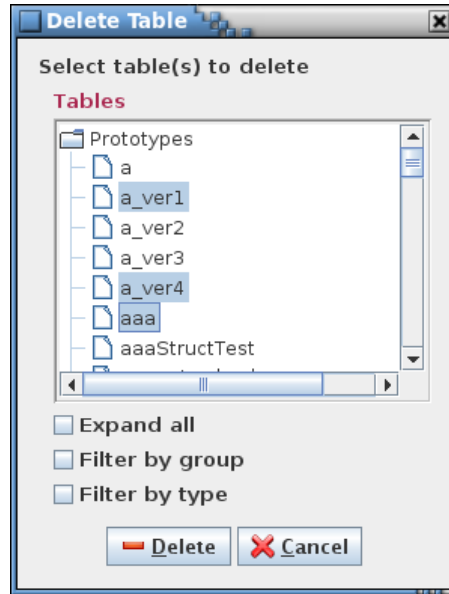 Delete Table
Select table(s) to delete
Tables
Prototypes
a
a_ver1
a_ver2
a_ver3
a_ver4
aaa
aaaStructTest
Expand all
Filter by group
Filter by type
Delete Cancel